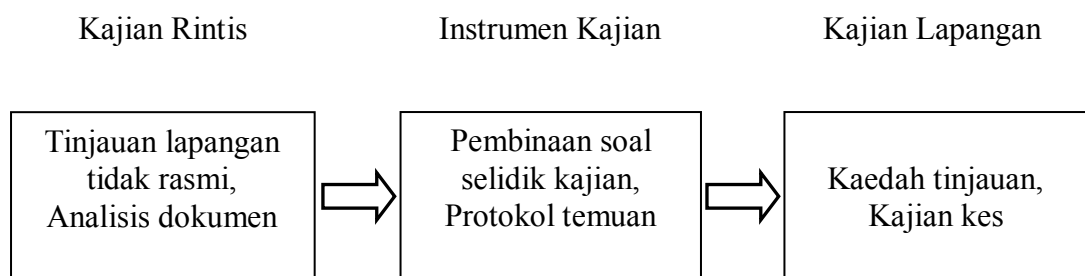 Kajian Rintis
Instrumen Kajian
Kajian Lapangan
Tinjauan lapangan
tidak rasmi,
Analisis dokumen
Pembinaan soal
selidik kajian,
Protokol temuan
Kaedah tinjauan,
Kajian kes